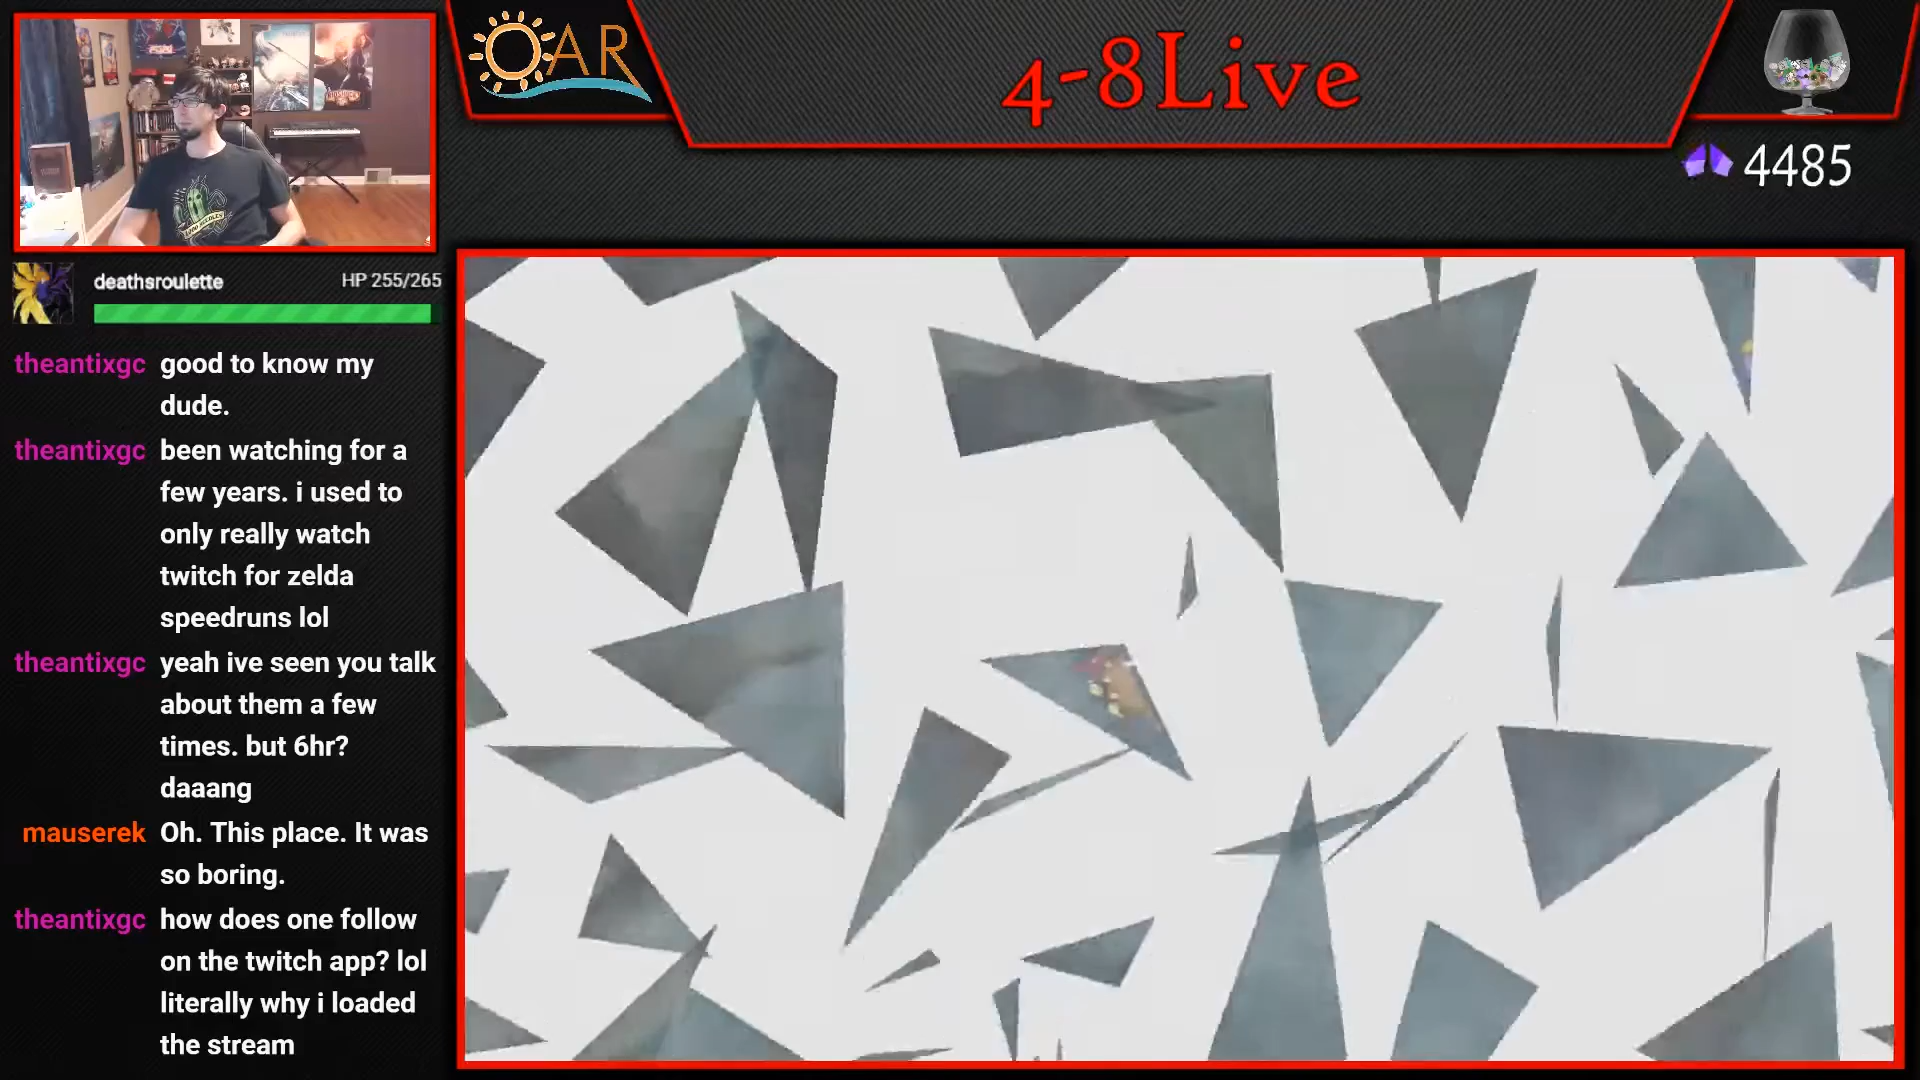 OAR
4-8Live
4485
deathsroulette HP 255/265
theantixgc good to know my
dude.
theantixgc been watching for a
few years. i used to
only really watch
twitch for zelda
speedruns lol
theantixgc yeah ive seen you talk
about them a few
times. but 6hr?
daaang
mauserek Oh. This place. It was
so boring.
theantixgc how does one follow
on the twitch app? lol
literally why i loaded
the stream